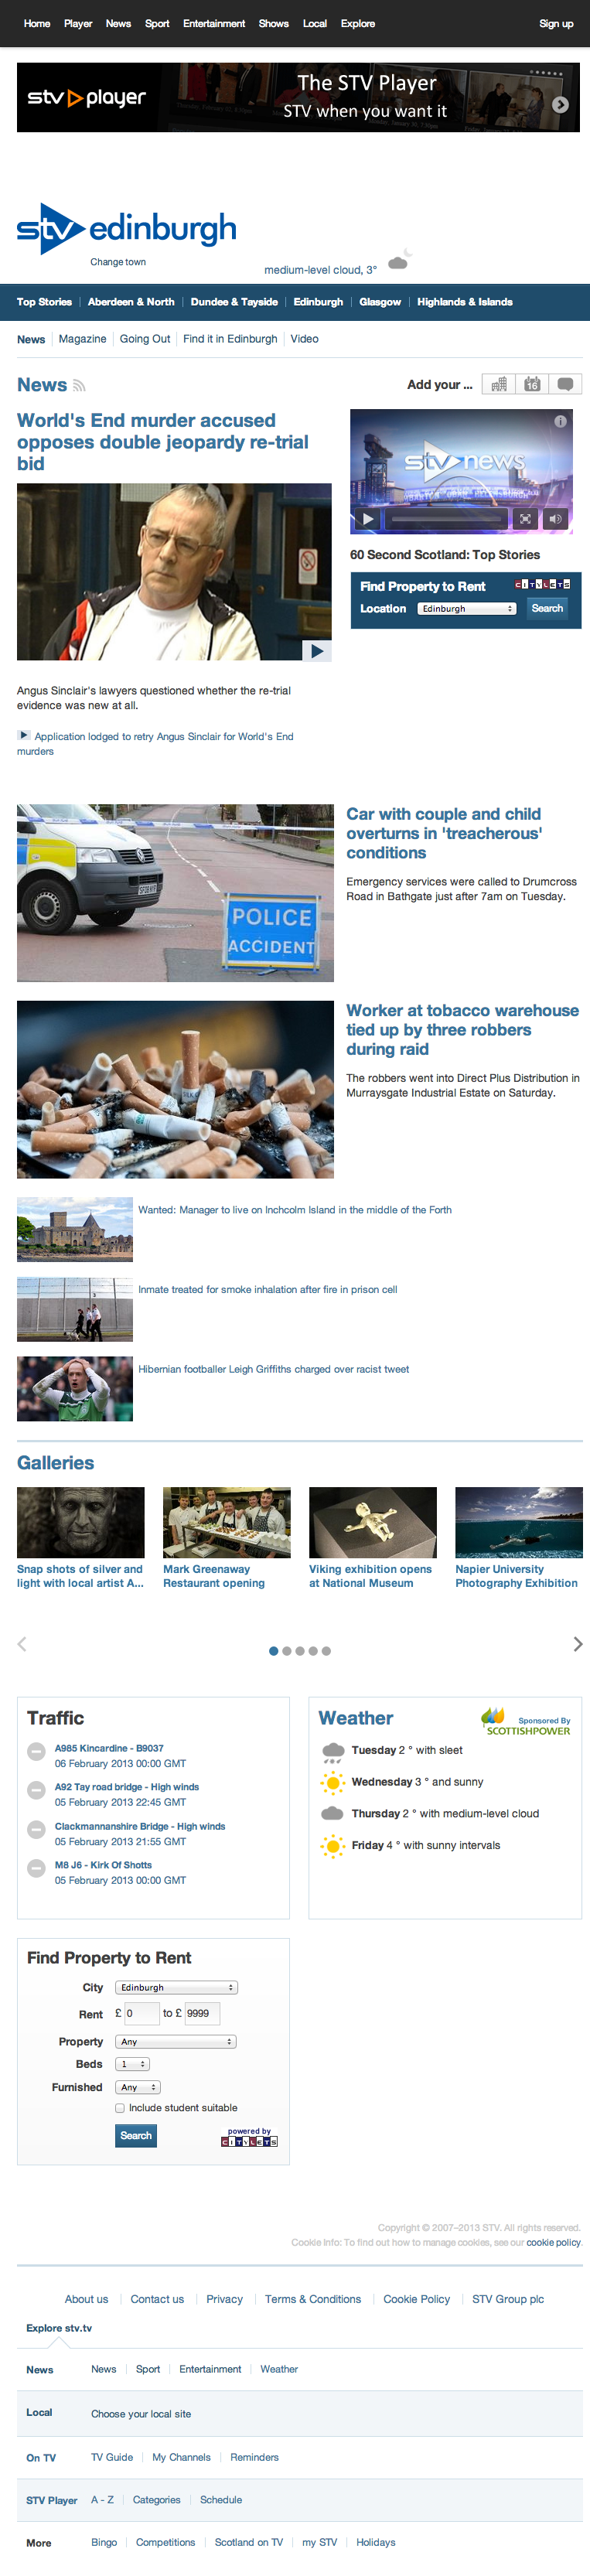 Home Player News Sport Entertainment Shows Local Explore Sign up
stv player
The STV Player
STV when you want it
stv edinburgh
Change town
medium-level cloud, 3°
Top Stories Aberdeen & North Dundee & Tayside Edinburgh Glasgow Highlands & Islands
News Magazine Going Out Find it in Edinburgh Video
News
Add your ...
16
World's End murder accused
opposes double jeopardy re-trial
bid
stv news
60 Second Scotland: Top Stories
Find Property to Rent CITYLETS
Location Edinburgh Search
Angus Sinclair's lawyers questioned whether the re-trial
evidence was new at all.
Application lodged to retry Angus Sinclair for World's End
murders
POLICE
ACCIDENT
Car with couple and child
overturns in 'treacherous'
conditions
Emergency services were called to Drumcross
Road in Bathgate just after 7am on Tuesday.
Worker at tobacco warehouse
tied up by three robbers
during raid
The robbers went into Direct Plus Distribution in
Murraysgate Industrial Estate on Saturday.
Wanted: Manager to live on Inchcolm Island in the middle of the Forth
Inmate treated for smoke inhalation after fire in prison cell
Hibernian footballer Leigh Griffiths charged over racist tweet
Galleries
Snap shots of silver and
light with local artist A...
Mark Greenaway
Restaurant opening
Viking exhibition opens
at National Museum
Napier University
Photography Exhibition
Traffic
A985 Kincardine - B9037
06 February 2013 00:00 GMT
A92 Tay road bridge - High winds
05 February 2013 22:45 GMT
Clackmannanshire Bridge - High winds
05 February 2013 21:55 GMT
M8 J6 - Kirk Of Shotts
05 February 2013 00:00 GMT
Weather
Sponsored By
SCOTTISHPOWER
Tuesday 2 ° with sleet
Wednesday 3 ° and sunny
Thursday 2 ° with medium-level cloud
Friday 4 ° with sunny intervals
Find Property to Rent
City Edinburgh
Rent £ 0 to £ 9999
Property Any
Beds 1
Furnished Any
Include student suitable
Search
powered by
CITYLETS
Copyright © 2007-2013 STV. All rights reserved.
Cookie Info: To find out how to manage cookies, see our cookie policy.
About us Contact us Privacy Terms & Conditions Cookie Policy STV Group plc
Explore stv.tv
News News Sport Entertainment Weather
Local Choose your local site
On TV TV Guide My Channels Reminders
STV Player A - Z Categories Schedule
More Bingo Competitions Scotland on TV my STV Holidays